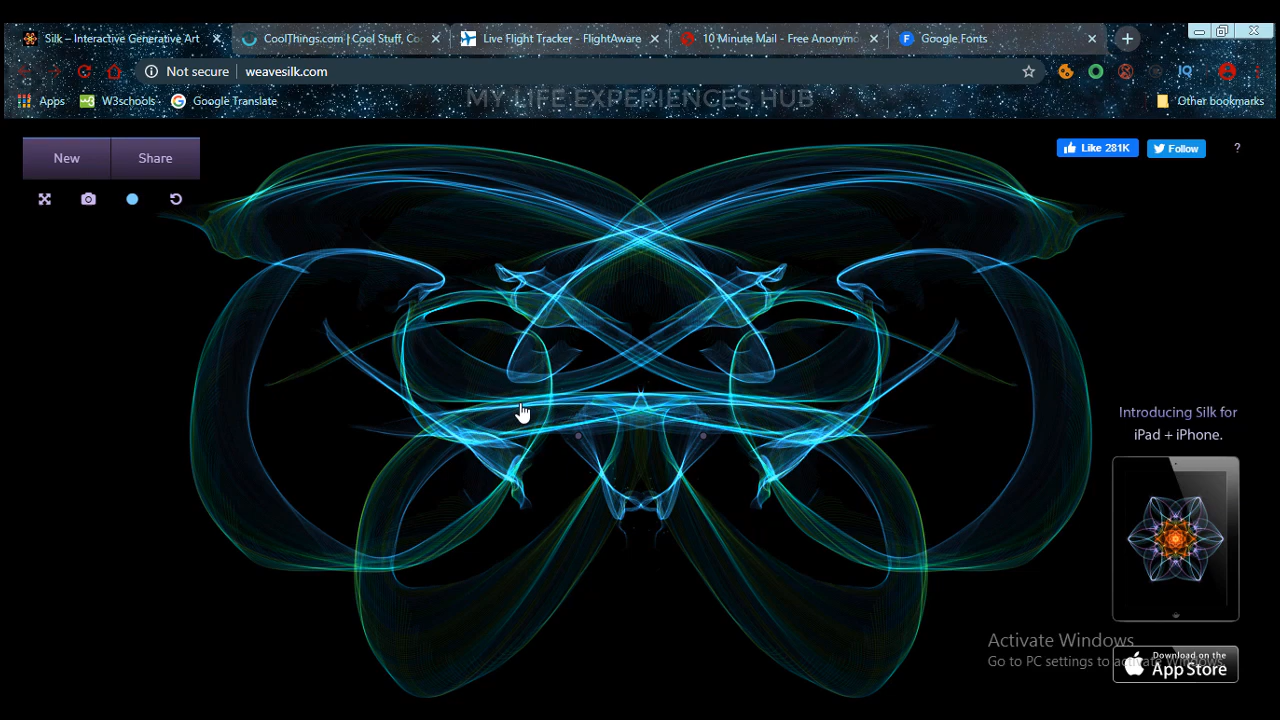 Silk – Interactive Generative Art
CoolThings.com | Cool Stuff, Co
Live Flight Tracker - FlightAware
10 Minute Mail - Free Anonymo
Google Fonts
Not secure
weavesilk.com
IQ
Apps
W3schools
Google Translate
MY LIFE EXPERIENCES HUB
Other bookmarks
New
Share
Like 281K
Follow
?
Introducing Silk for
iPad + iPhone.
Activate Windows
Go to PC settings to activate Windows.
Download on the
App Store